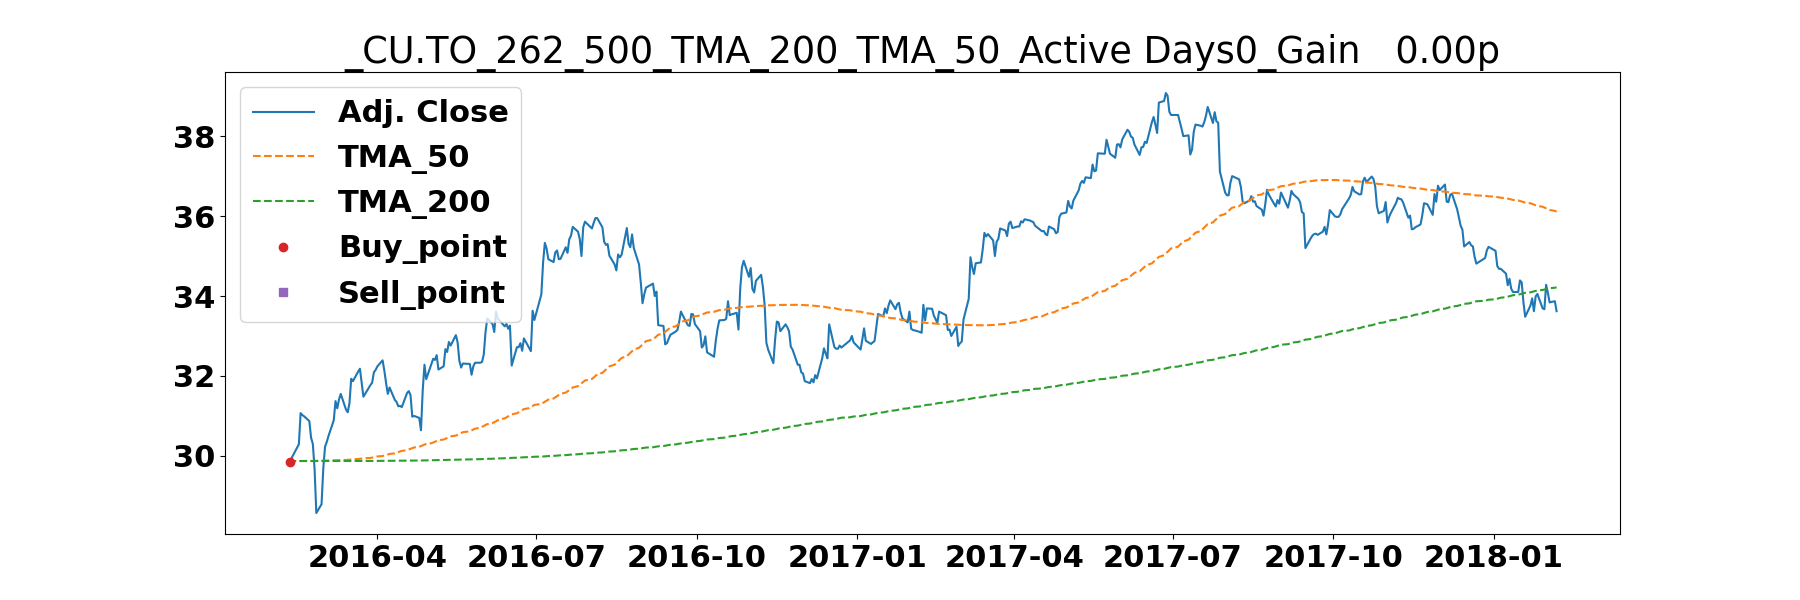 _CU.TO_262_500_TMA_200_TMA_50_Active Days0_Gain   0.00p
Adj. Close
TMA_50
TMA_200
Buy_point
Sell_point
38
36
34
32
30
2016-04 2016-07 2016-10 2017-01 2017-04 2017-07 2017-10 2018-01